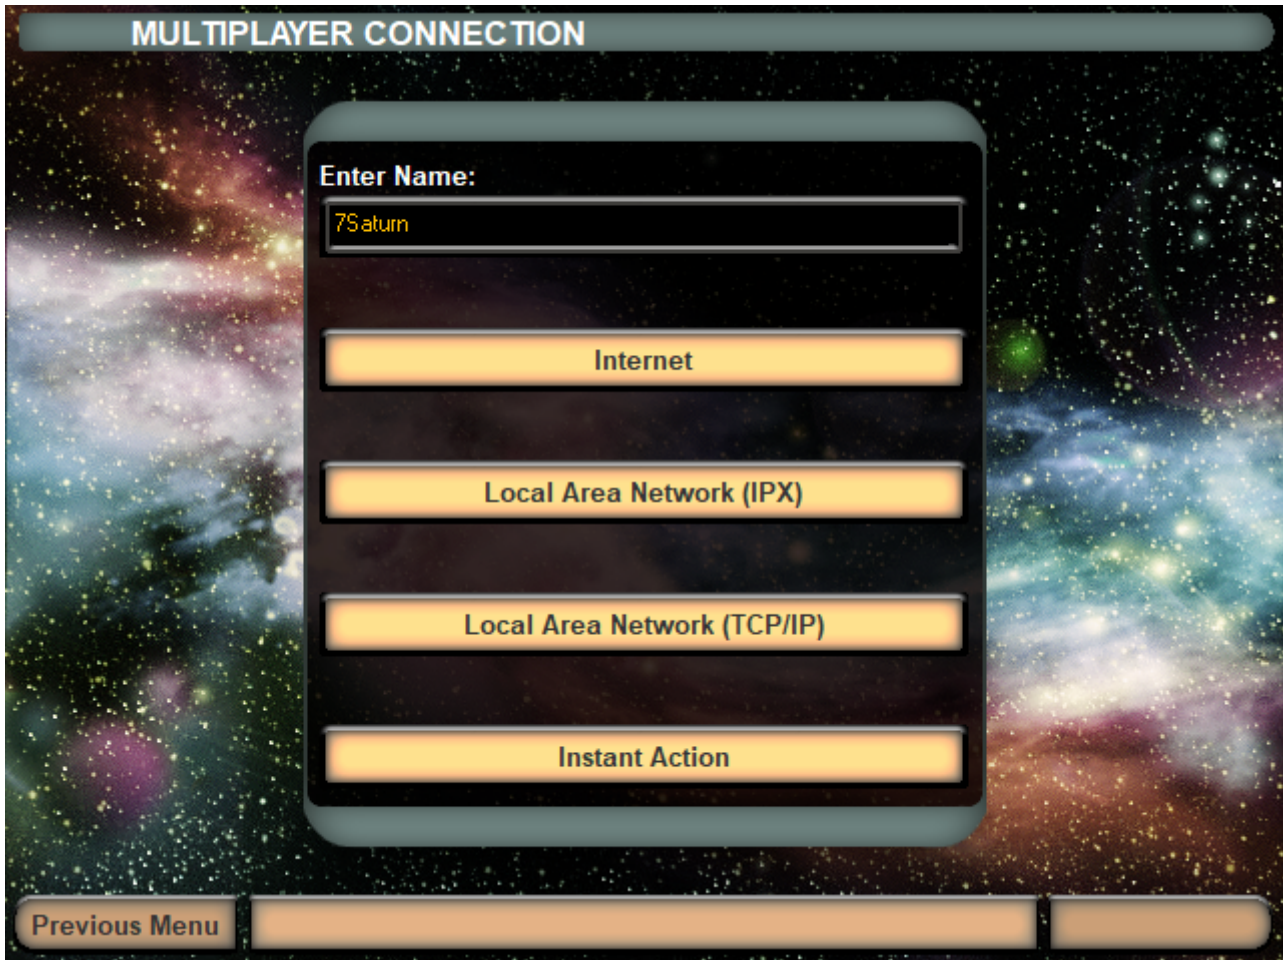 MULTIPLAYER CONNECTION
Enter Name:
7Saturn
Internet
Local Area Network (IPX)
Local Area Network (TCP/IP)
Instant Action
Previous Menu